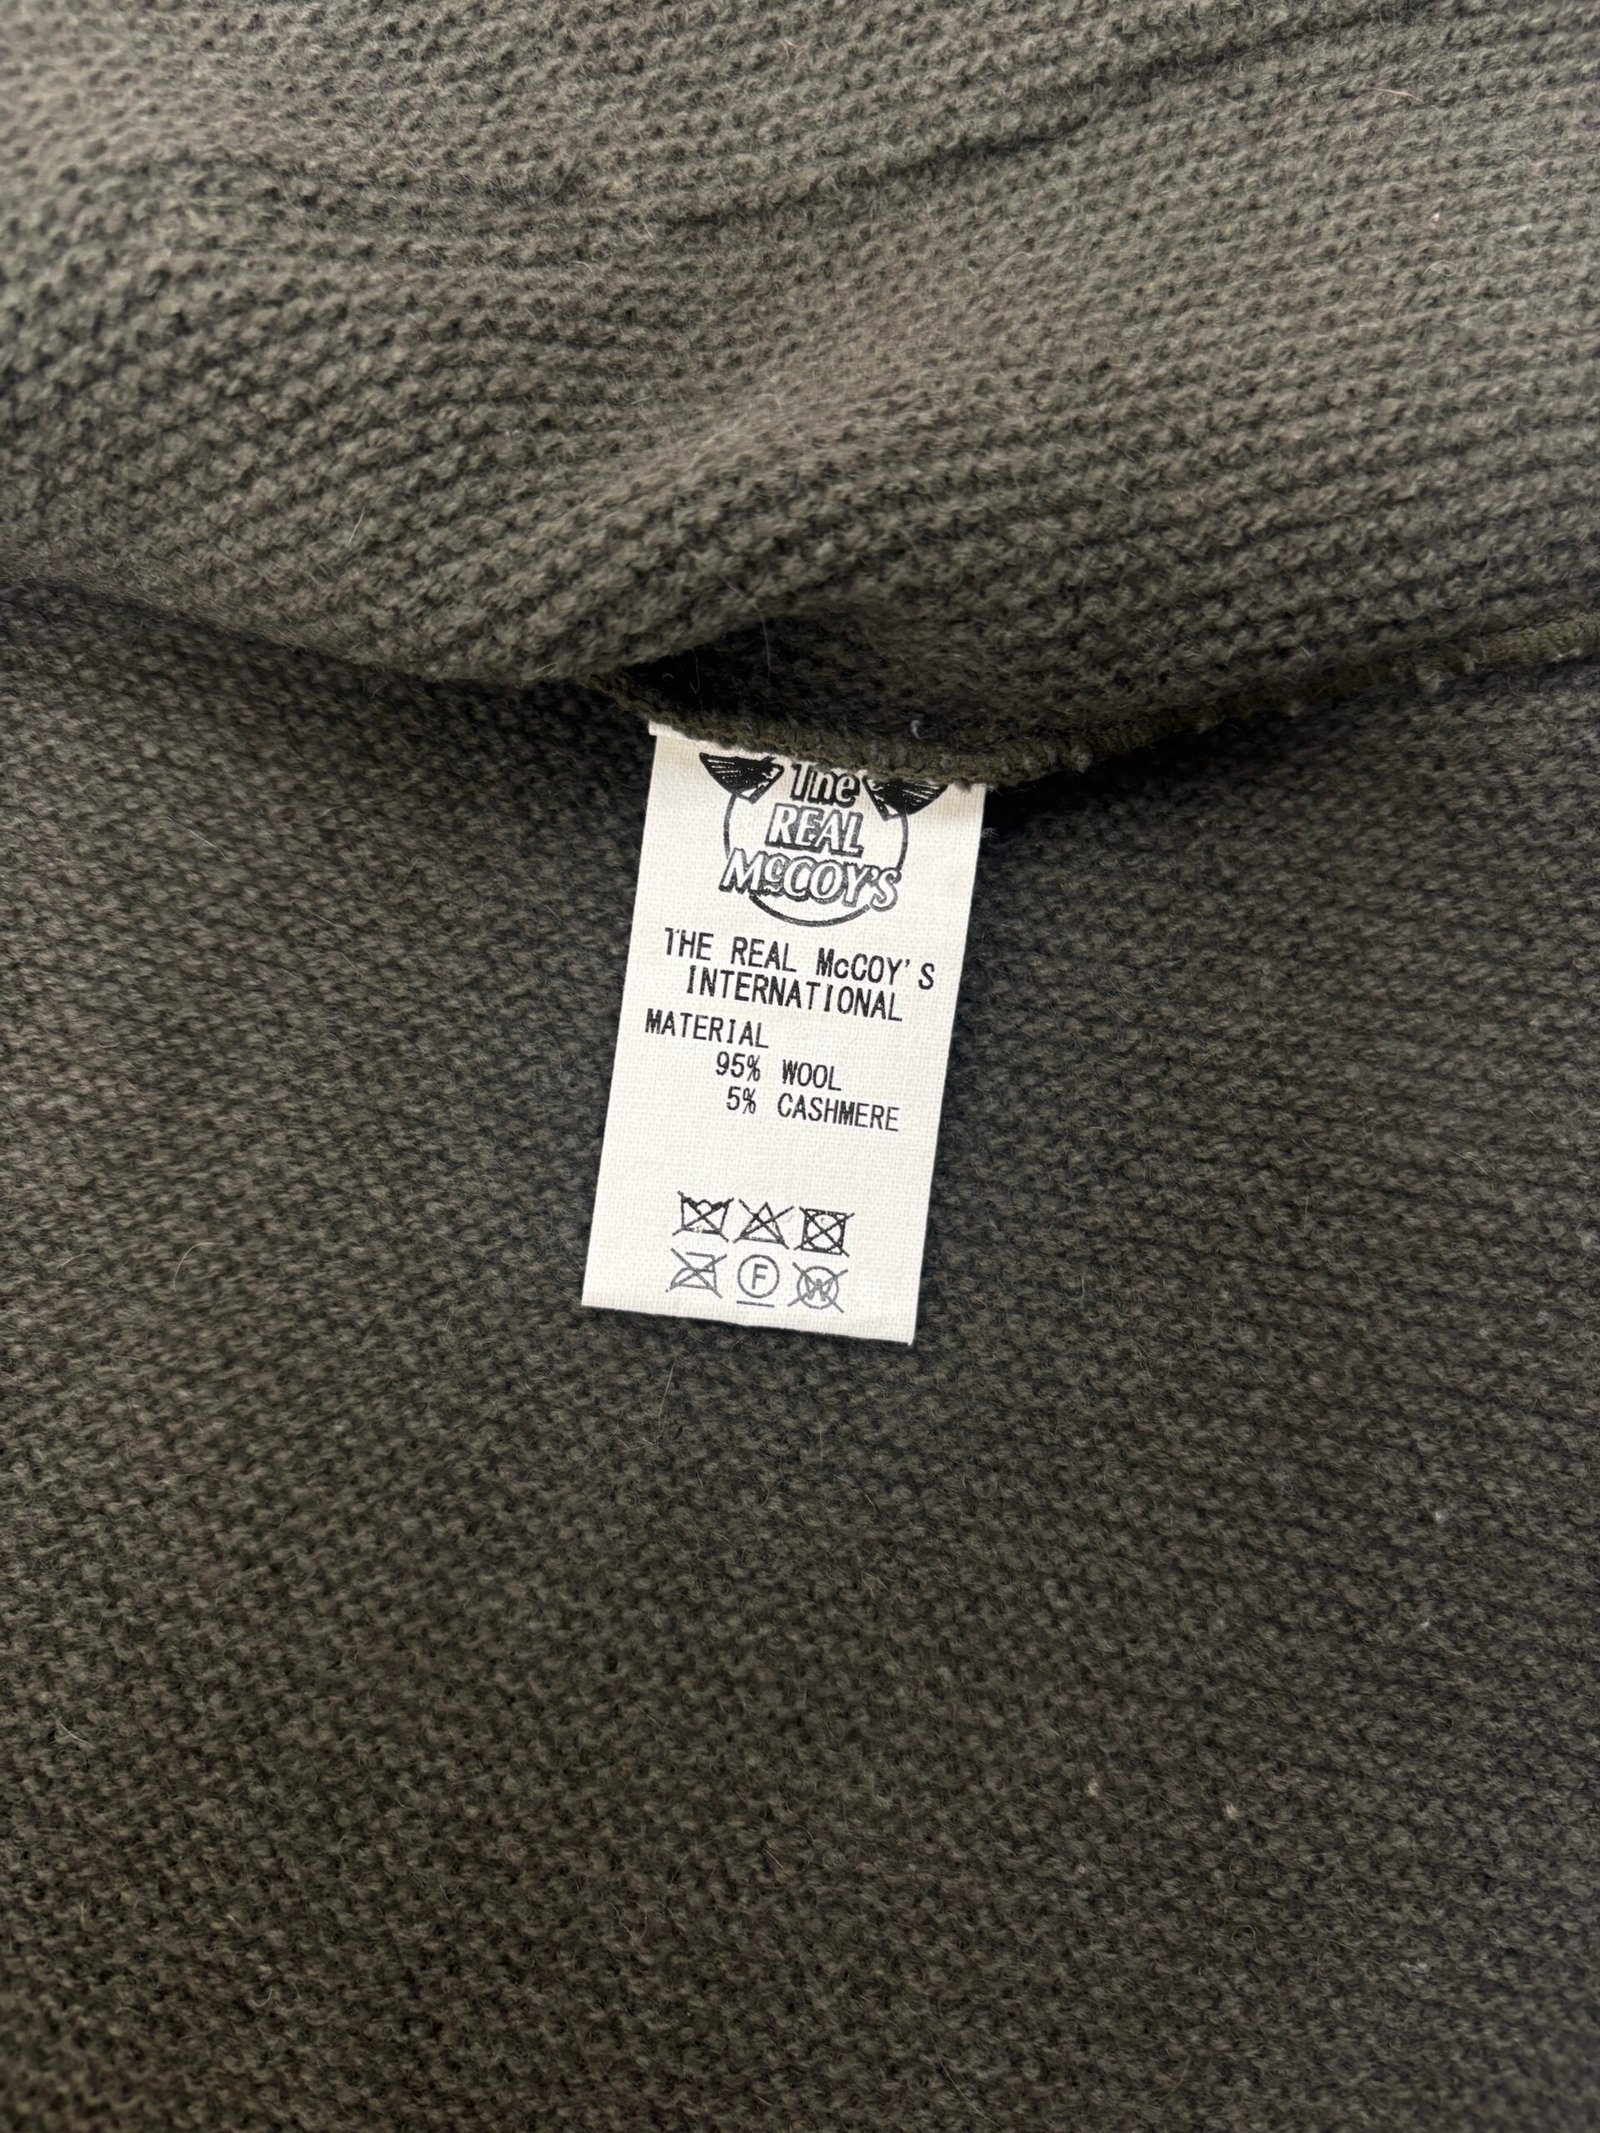 The
REAL
McCOY'S
THE REAL McCOY'S
INTERNATIONAL
MATERIAL
95% WOOL
5% CASHMERE
F W